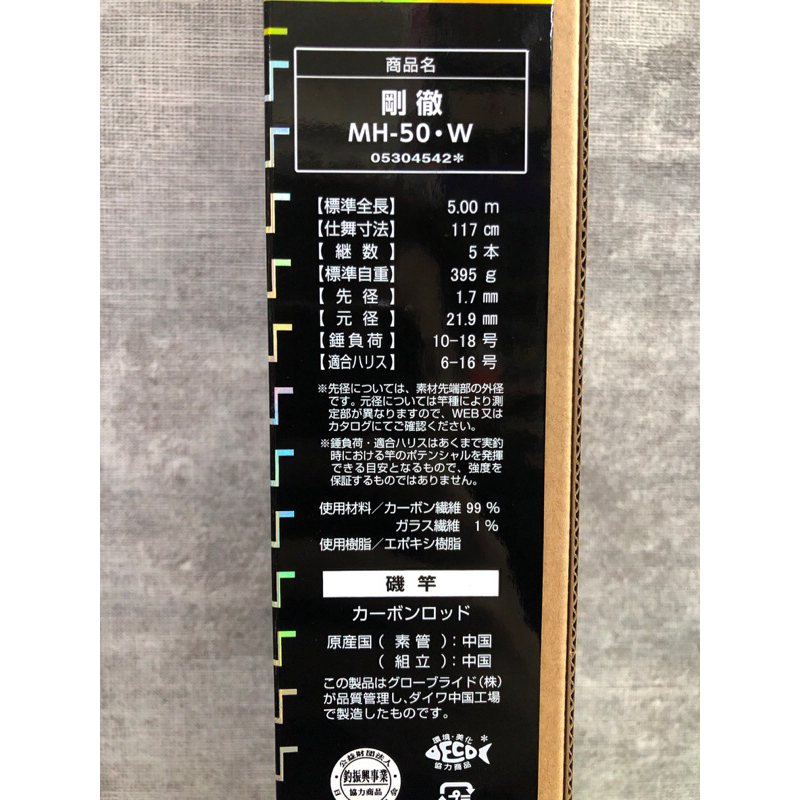 商品名
剛徹
MH-50・W
05304542*
【標準全長】 5.00 m
【仕舞寸法】 117 cm
【継数】 5 本
【標準自重】 395 g
【先径】 1.7 mm
【元径】 21.9 mm
【錘負荷】 10-18 号
【適合ハリス】 6-16 号
※先径については、素材先端部の外径
です。元径については竿種により測
定部が異なりますので、WEB又は
カタログにてご確認ください。
※錘負荷・適合ハリスはあくまで実釣
時における竿のポテンシャルを発揮
できる目安となるもので、強度を
保証するものではありません。
使用材料/カーボン繊維 99 %
ガラス繊維 1 %
使用樹脂/エポキシ樹脂
磯竿
カーボンロッド
原産国(素管):中国
(組立):中国
この製品はグローブライド(株)
が品質管理し、ダイワ中国工場
で製造したものです。
環境・美化
*
ECO
協力商品
公益財団法人
釣振興事業
協力商品
日
会